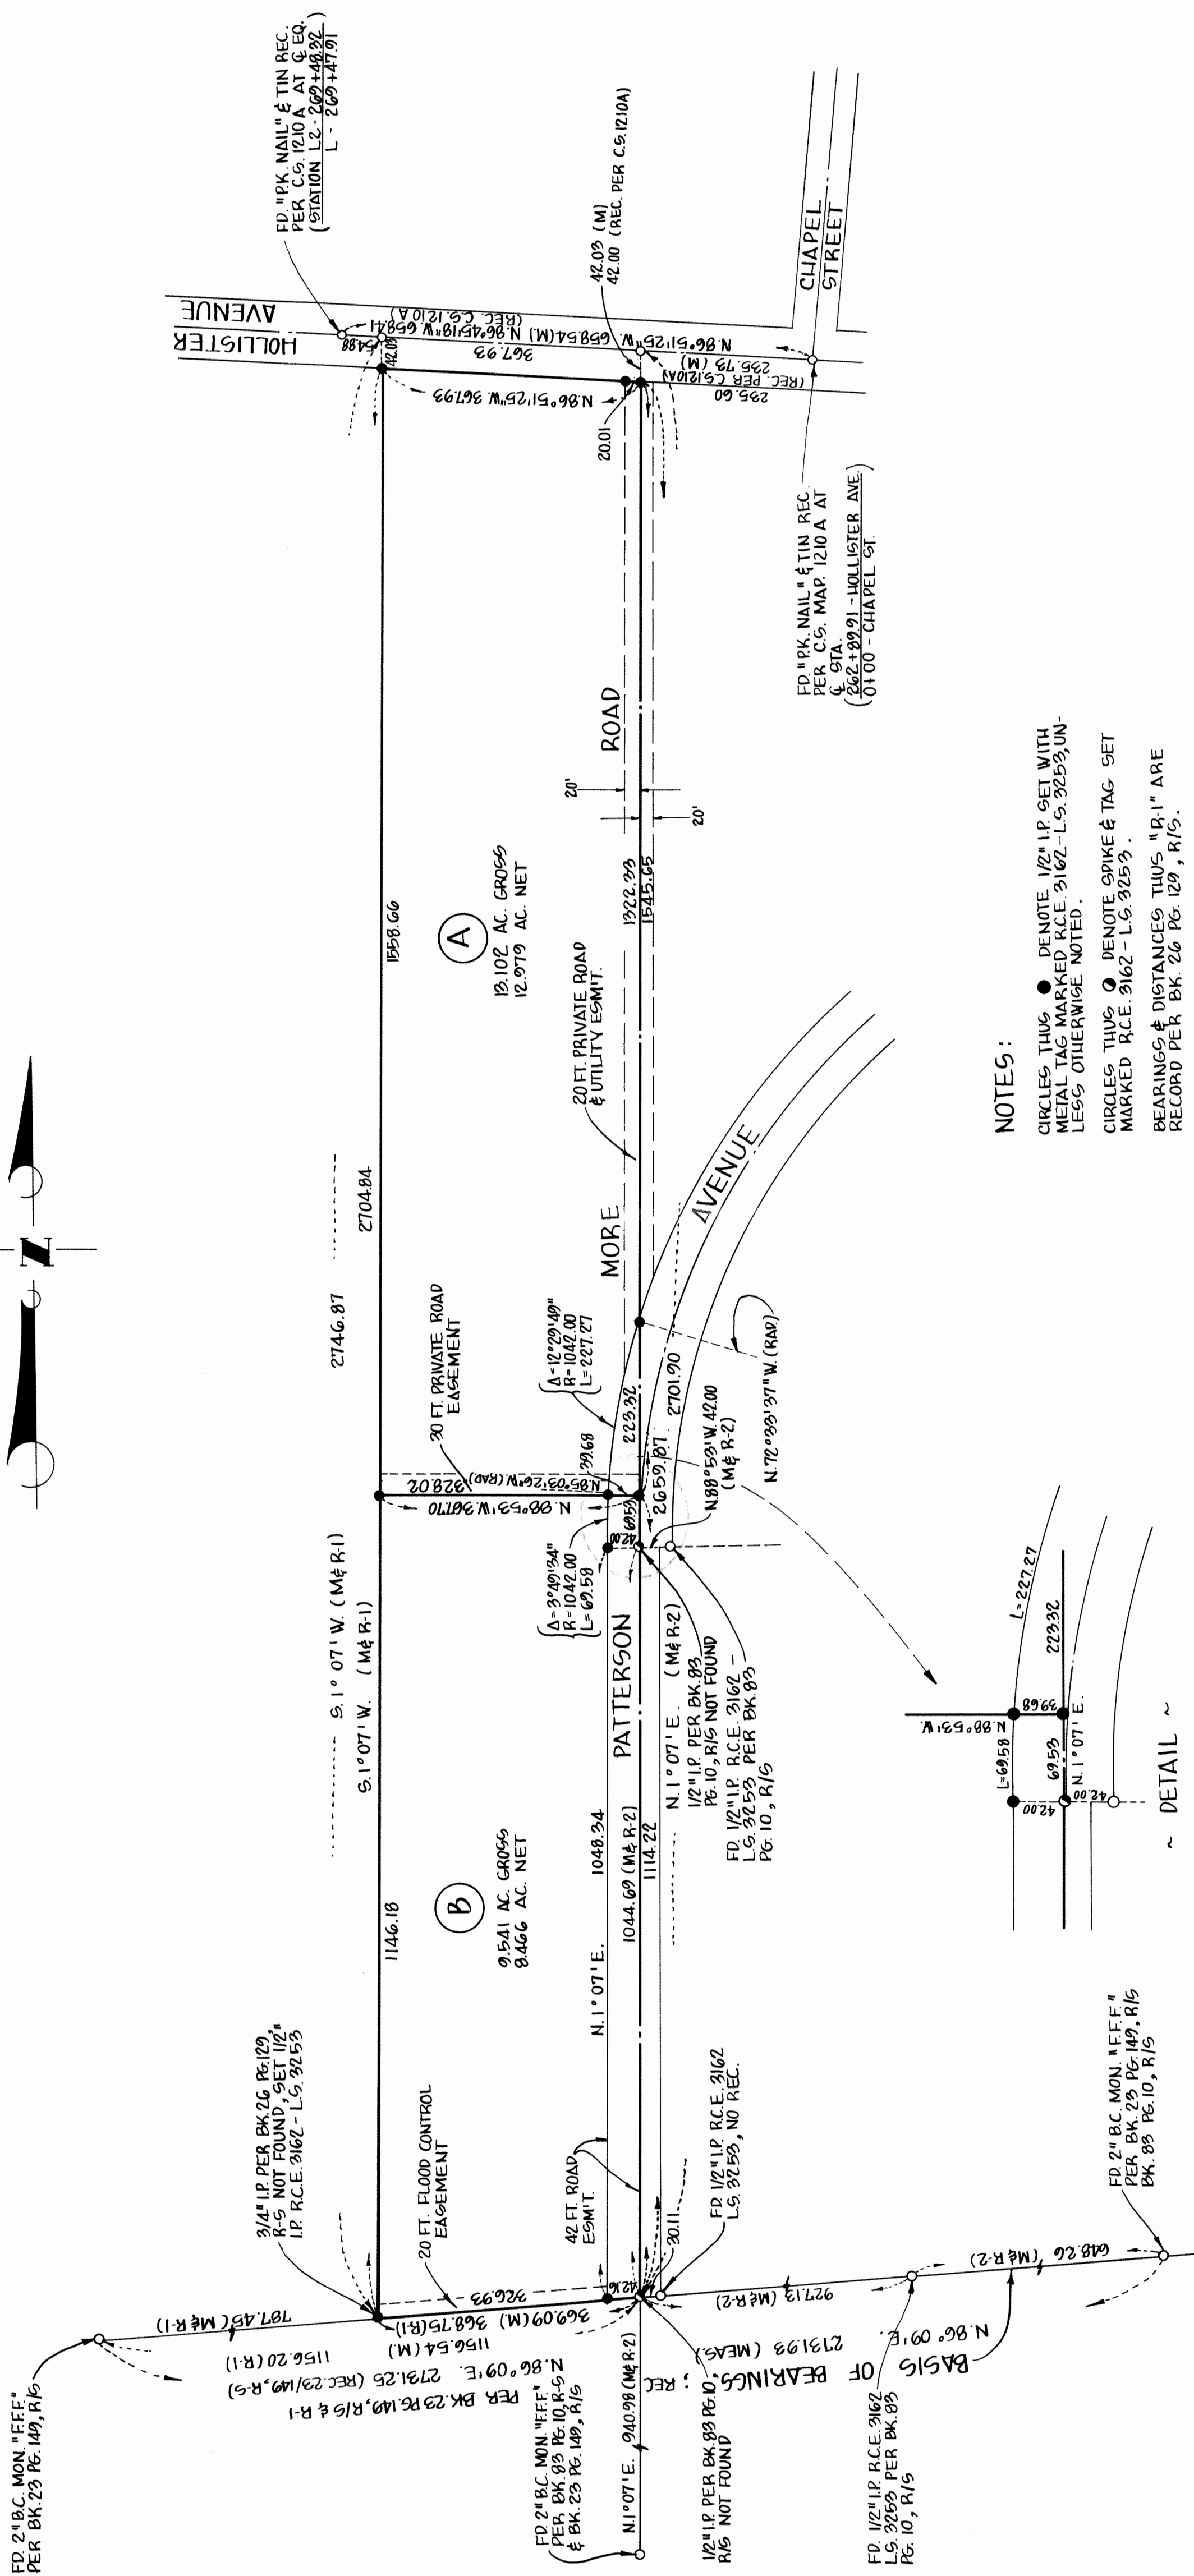 FD. "P.K. NAIL" & TIN REC.
PER C.S. 1210 A AT ℄ EQ.
(STATION L2 - 269+48.32
L - 269+47.91
HOLLISTER
AVENUE
54.88
42.03
N.86°51'25"W. 658.54 (M.) N.86°45'18"W. 658.41
(REC. C.S. 1210 A)
367.93
N.86°51'25"W. 367.93
42.03 (M)
42.00 (REC. PER C.S. 1210A)
235.73 (M)
(REC. PER C.S. 1210A)
235.60
20.01
CHAPEL
STREET
FD. "P.K. NAIL" & TIN REC.
PER C.S. MAP. 1210 A AT
℄ STA.
(262+89.91 - HOLLISTER AVE.)
0+00 - CHAPEL ST.
N
2746.87
S. 1° 07' W. (M & R-1)
2704.84
S. 1° 07' W. (M & R-1)
1558.66
1146.18
A
13.102 AC. GROSS
12.979 AC. NET
MORE ROAD
20'
20'
1322.33
1545.65
20 FT. PRIVATE ROAD
& UTILITY ESM'T.
AVENUE
30 FT. PRIVATE ROAD
EASEMENT
Δ=12°29'49"
R=1042.00
L=227.27
223.32
39.68
328.02
N.85°03'26"W.(RAD.)
N.88°53'W. 367.70
69.53
42.00
2659.87
2701.90
N.88°53'W. 42.00
(M & R-2)
N.72°33'37"W.(RAD.)
Δ=3°49'34"
R=1042.00
L=69.58
PATTERSON
N. 1° 07' E. (M & R-2)
1/2" I.P. PER BK.83
PG. 10, R/S NOT FOUND
FD. 1/2" I.P. R.C.E. 3162 -
L.S. 3253 PER BK.83
PG. 10, R/S
B
9.541 AC. GROSS
8.466 AC. NET
N. 1° 07' E.
1048.34
1044.69 (M & R-2)
1114.22
3/4" I.P. PER BK.26 PG.129,
R-S NOT FOUND, SET 1/2"
I.P. R.C.E. 3162 - L.S. 3253
20 FT. FLOOD CONTROL
EASEMENT
42 FT. ROAD
ESM'T.
FD. 1/2" I.P. R.C.E. 3162
L.S. 3253, NO REC.
30.11
42.16
326.93
369.09 (M) 368.75 (R-1)
787.45 (M & R-1)
1156.54 (M.)
1156.20 (R-1)
N. 86° 09' E. 2731.25 (REC. 23/149, R-S)
PER BK. 23 PG. 149, R/S & R-1
FD. 2" B.C. MON. "F.F.F."
PER BK. 23 PG. 149, R/S
FD. 2" B.C. MON. "F.F.F."
PER BK. 83 PG. 10, R-S
& BK. 23 PG. 149, R/S
N. 1° 07' E. 940.98 (M & R-2)
1/2" I.P. PER BK. 83 PG. 10,
R/S NOT FOUND
BASIS OF BEARINGS ; REC.
N. 86° 09' E.
2731.93 (MEAS.)
927.13 (M & R-2)
648.26 (M & R-2)
FD. 1/2" I.P. R.C.E. 3162
L.S. 3253 PER BK. 83
PG. 10, R/S
FD. 2" B.C. MON. "F.F.F."
PER BK. 23 PG. 149, R/S
BK. 83 PG. 10, R/S
L=227.27
223.32
39.68
N.88°53'W.
L=69.58
69.53
N. 1° 07' E.
42.00
42.00
~ DETAIL ~
NOTES:
CIRCLES THUS ● DENOTE 1/2" I.P. SET WITH
METAL TAG MARKED R.C.E. 3162 - L.S. 3253, UN-
LESS OTHERWISE NOTED.
CIRCLES THUS DENOTE SPIKE & TAG SET
MARKED R.C.E. 3162 - L.S. 3253.
BEARINGS & DISTANCES THUS "R-1" ARE
RECORD PER BK. 26 PG. 129, R/S.